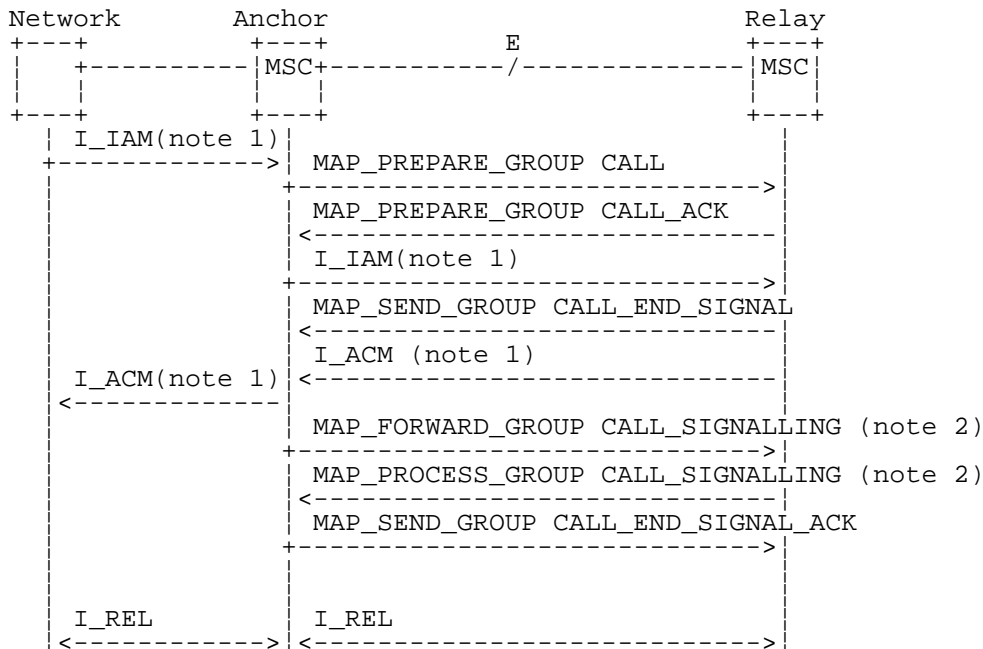 Network Anchor Relay
E
MSC MSC
I_IAM(note 1)
MAP_PREPARE_GROUP CALL
MAP_PREPARE_GROUP CALL_ACK
I_IAM(note 1)
MAP_SEND_GROUP CALL_END_SIGNAL
I_ACM (note 1)
I_ACM(note 1)
MAP_FORWARD_GROUP CALL_SIGNALLING (note 2)
MAP_PROCESS_GROUP CALL_SIGNALLING (note 2)
MAP_SEND_GROUP CALL_END_SIGNAL_ACK
I_REL I_REL